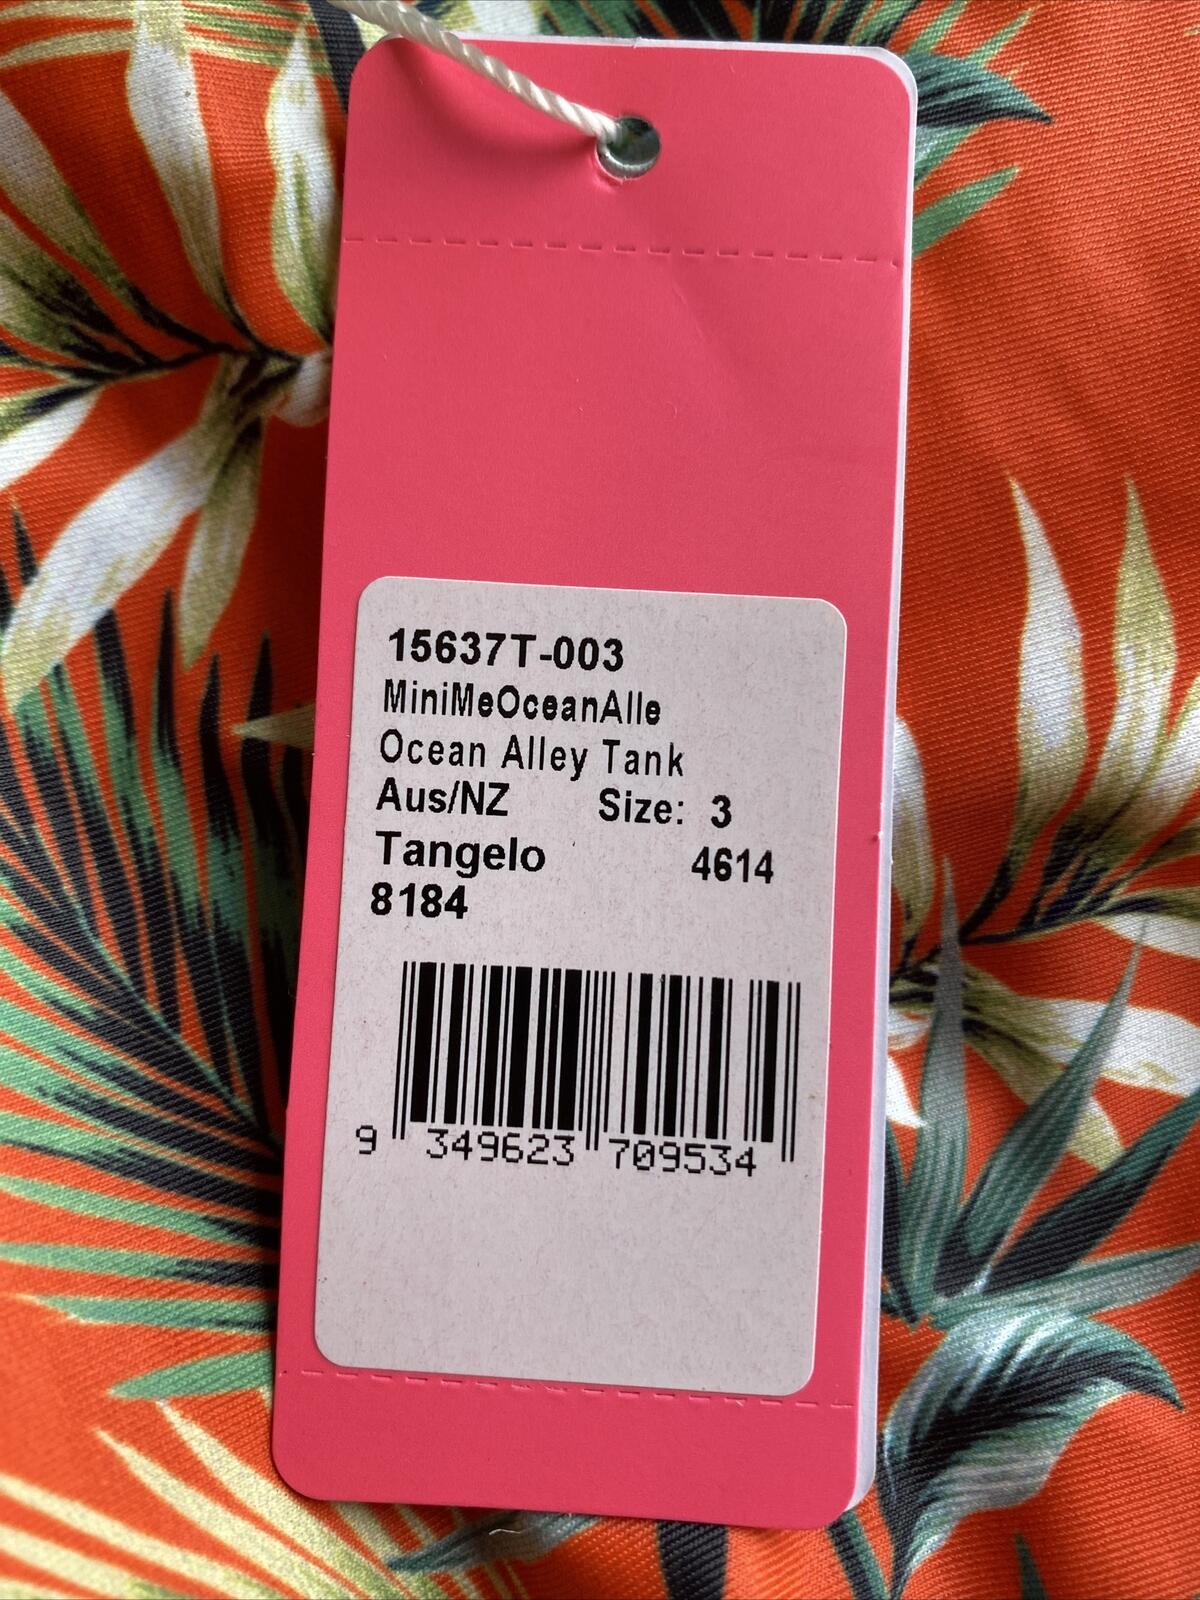 15637T-003
MiniMeOceanAlle
Ocean Alley Tank
Aus/NZ Size: 3
Tangelo 4614
8184
9 349623 709534